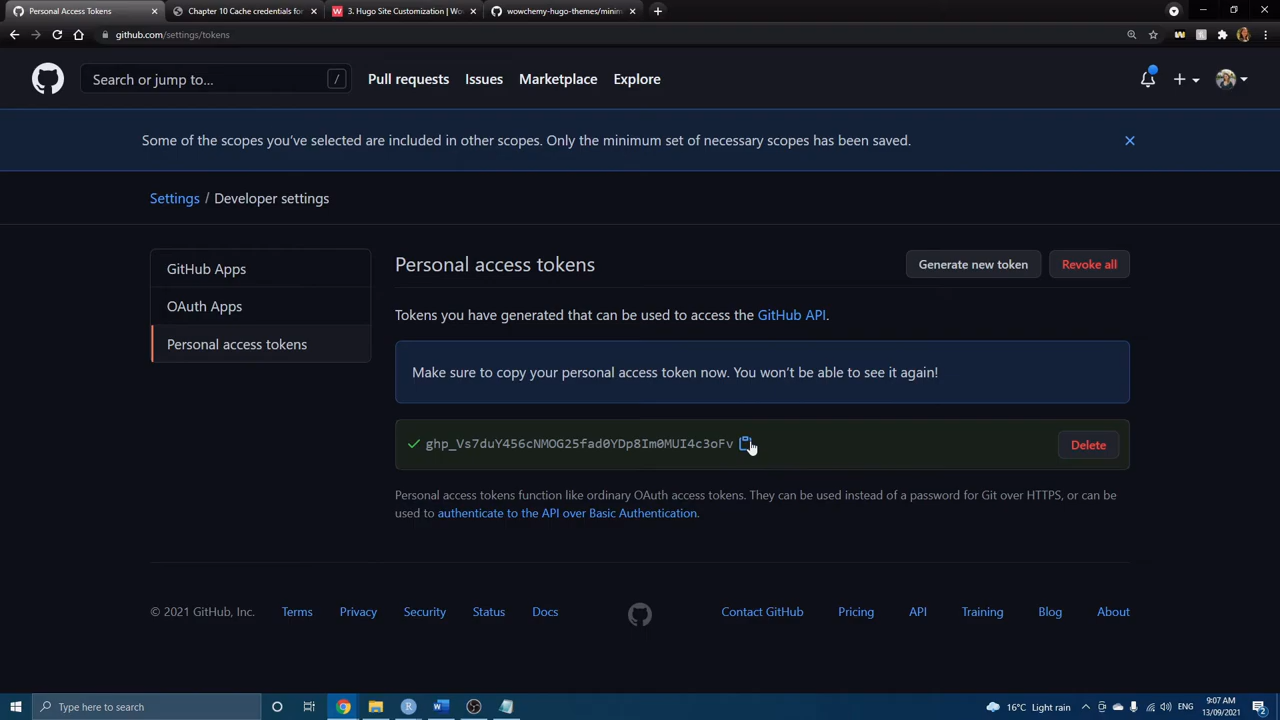 Personal Access Tokens
Chapter 10 Cache credentials for
3. Hugo Site Customization | Wo
wowchemy-hugo-themes/minim
github.com/settings/tokens
Search or jump to...
/
Pull requests
Issues
Marketplace
Explore
Some of the scopes you've selected are included in other scopes. Only the minimum set of necessary scopes has been saved.
Settings / Developer settings
GitHub Apps
OAuth Apps
Personal access tokens
Personal access tokens
Generate new token
Revoke all
Tokens you have generated that can be used to access the GitHub API.
Make sure to copy your personal access token now. You won't be able to see it again!
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
Delete
Personal access tokens function like ordinary OAuth access tokens. They can be used instead of a password for Git over HTTPS, or can be
used to authenticate to the API over Basic Authentication.
© 2021 GitHub, Inc.
Terms
Privacy
Security
Status
Docs
Contact GitHub
Pricing
API
Training
Blog
About
Type here to search
16°C Light rain
ENG
9:07 AM
13/09/2021